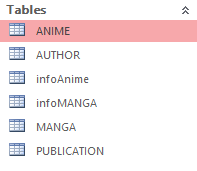 Tables
ANIME
AUTHOR
infoAnime
infoMANGA
MANGA
PUBLICATION